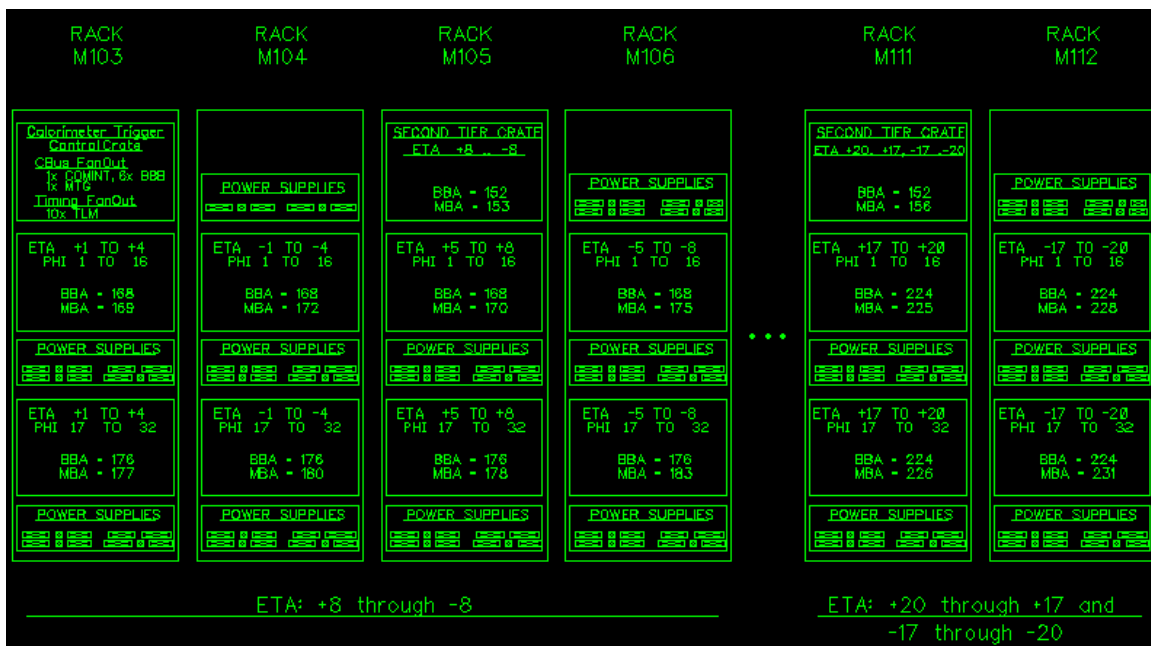 RACK
M103
RACK
M104
RACK
M105
RACK
M106
RACK
M111
RACK
M112
Calorimeter Trigger
Control Crate
CBus FanOut
1x COMINT, 6x BBB
1x MTG
Timing FanOut
10x TLM
ETA +1 TO +4
PHI 1 TO 16
BBA - 168
MBA - 169
POWER SUPPLIES
ETA +1 TO +4
PHI 17 TO 32
BBA - 176
MBA - 177
POWER SUPPLIES
POWER SUPPLIES
ETA -1 TO -4
PHI 1 TO 16
BBA - 168
MBA - 172
POWER SUPPLIES
ETA -1 TO -4
PHI 17 TO 32
BBA - 176
MBA - 180
POWER SUPPLIES
SECOND TIER CRATE
ETA +8 .. -8
BBA - 152
MBA - 153
ETA +5 TO +8
PHI 1 TO 16
BBA - 168
MBA - 170
POWER SUPPLIES
ETA +5 TO +8
PHI 17 TO 32
BBA - 176
MBA - 178
POWER SUPPLIES
POWER SUPPLIES
ETA -5 TO -8
PHI 1 TO 16
BBA - 168
MBA - 175
POWER SUPPLIES
ETA -5 TO -8
PHI 17 TO 32
BBA - 176
MBA - 183
POWER SUPPLIES
...
SECOND TIER CRATE
ETA +20, +17, -17 ,-20
BBA - 152
MBA - 156
ETA +17 TO +20
PHI 1 TO 16
BBA - 224
MBA - 225
POWER SUPPLIES
ETA +17 TO +20
PHI 17 TO 32
BBA - 224
MBA - 226
POWER SUPPLIES
POWER SUPPLIES
ETA -17 TO -20
PHI 1 TO 16
BBA - 224
MBA - 228
POWER SUPPLIES
ETA -17 TO -20
PHI 17 TO 32
BBA - 224
MBA - 231
POWER SUPPLIES
ETA: +8 through -8
ETA: +20 through +17 and
-17 through -20